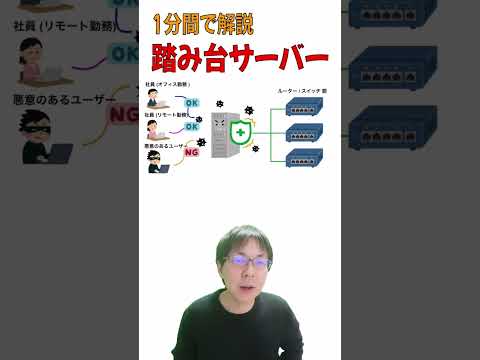 1分間で解説
踏み台サーバー
社員 (オフィス勤務)
OK
社員 (リモート勤務)
OK
悪意のあるユーザー
NG
ルーター / スイッチ 群
社員 (リモート勤務)
悪意のあるユーザー
NG